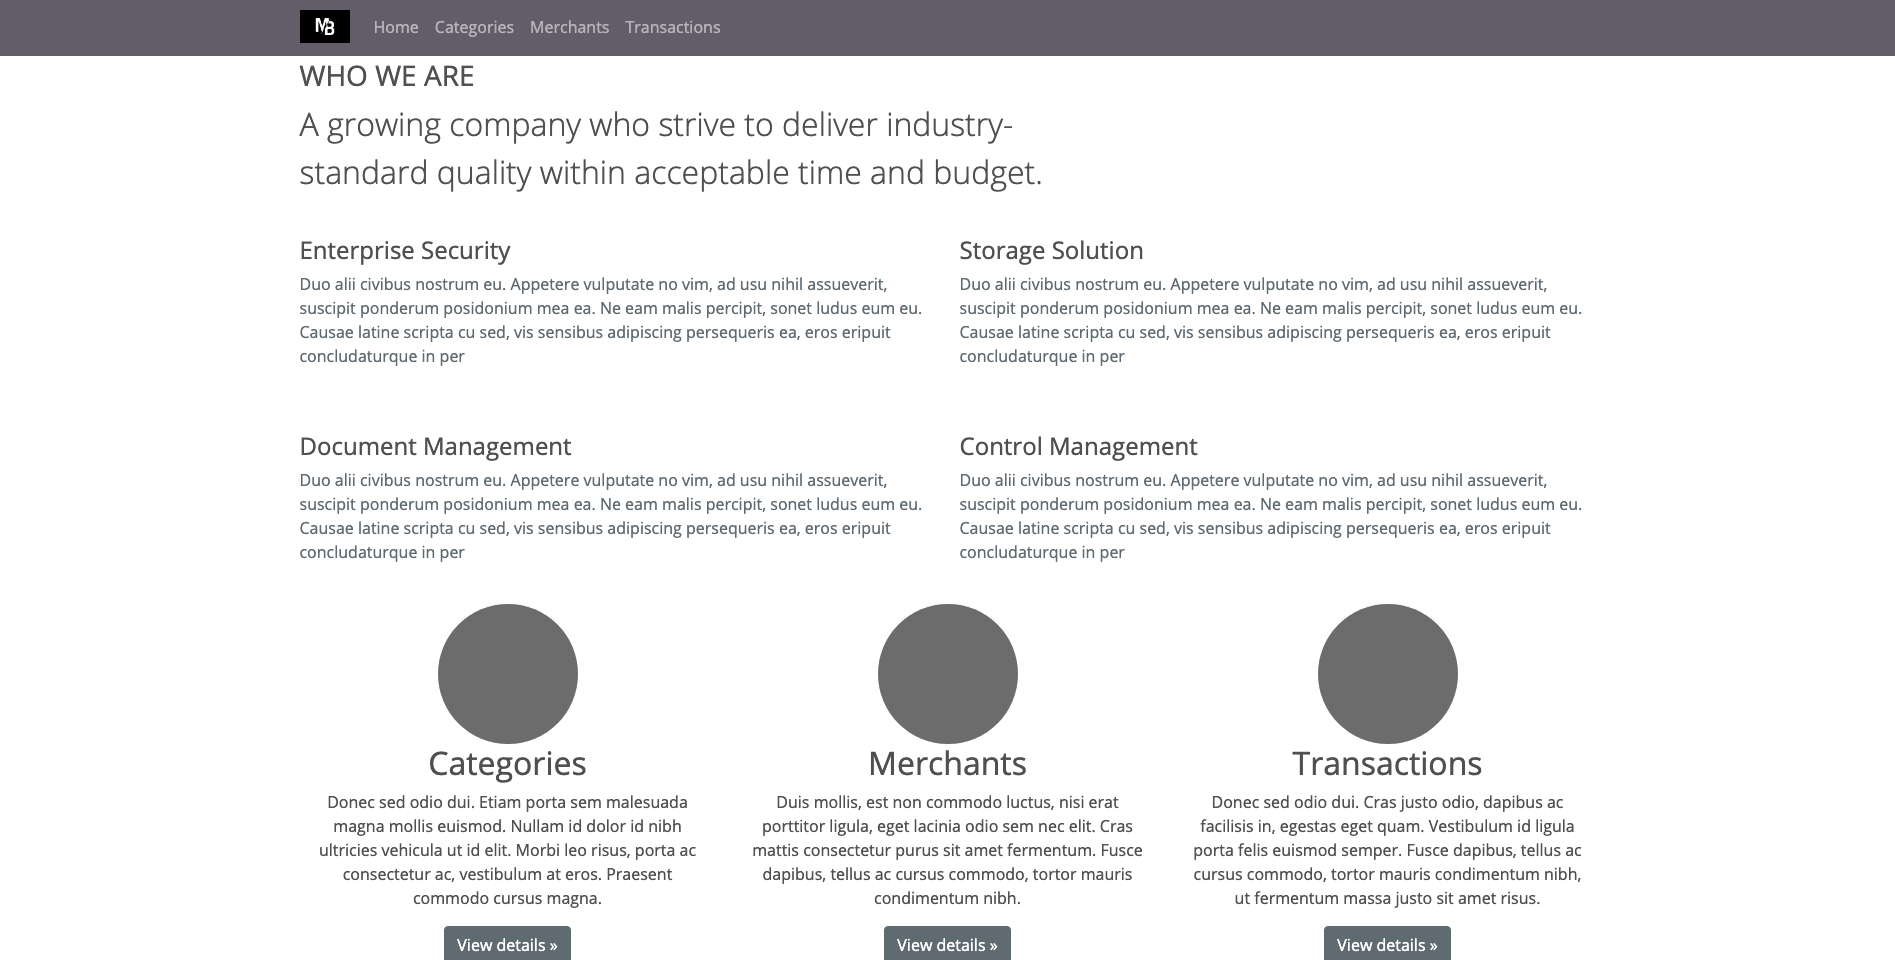 MB Home Categories Merchants Transactions
WHO WE ARE
A growing company who strive to deliver industry-
standard quality within acceptable time and budget.
Enterprise Security
Duo alii civibus nostrum eu. Appetere vulputate no vim, ad usu nihil assueverit,
suscipit ponderum posidonium mea ea. Ne eam malis percipit, sonet ludus eum eu.
Causae latine scripta cu sed, vis sensibus adipiscing persequeris ea, eros eripuit
concludaturque in per
Storage Solution
Duo alii civibus nostrum eu. Appetere vulputate no vim, ad usu nihil assueverit,
suscipit ponderum posidonium mea ea. Ne eam malis percipit, sonet ludus eum eu.
Causae latine scripta cu sed, vis sensibus adipiscing persequeris ea, eros eripuit
concludaturque in per
Document Management
Duo alii civibus nostrum eu. Appetere vulputate no vim, ad usu nihil assueverit,
suscipit ponderum posidonium mea ea. Ne eam malis percipit, sonet ludus eum eu.
Causae latine scripta cu sed, vis sensibus adipiscing persequeris ea, eros eripuit
concludaturque in per
Control Management
Duo alii civibus nostrum eu. Appetere vulputate no vim, ad usu nihil assueverit,
suscipit ponderum posidonium mea ea. Ne eam malis percipit, sonet ludus eum eu.
Causae latine scripta cu sed, vis sensibus adipiscing persequeris ea, eros eripuit
concludaturque in per
Categories
Donec sed odio dui. Etiam porta sem malesuada
magna mollis euismod. Nullam id dolor id nibh
ultricies vehicula ut id elit. Morbi leo risus, porta ac
consectetur ac, vestibulum at eros. Praesent
commodo cursus magna.
View details »
Merchants
Duis mollis, est non commodo luctus, nisi erat
porttitor ligula, eget lacinia odio sem nec elit. Cras
mattis consectetur purus sit amet fermentum. Fusce
dapibus, tellus ac cursus commodo, tortor mauris
condimentum nibh.
View details »
Transactions
Donec sed odio dui. Cras justo odio, dapibus ac
facilisis in, egestas eget quam. Vestibulum id ligula
porta felis euismod semper. Fusce dapibus, tellus ac
cursus commodo, tortor mauris condimentum nibh,
ut fermentum massa justo sit amet risus.
View details »